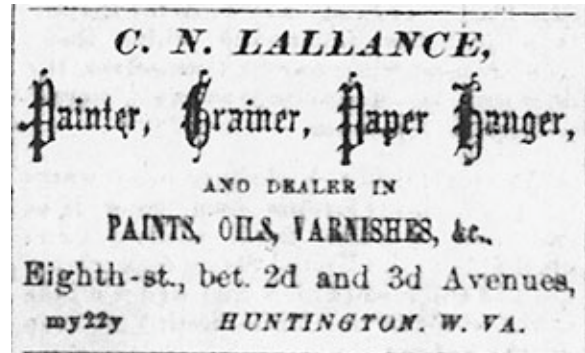 C. N. LALLANCE,
Painter, Grainer, Paper Hanger,
AND DEALER IN
PAINTS, OILS, VARNISHES, &c.
Eighth-st., bet. 2d and 3d Avenues,
my22y HUNTINGTON. W. VA.